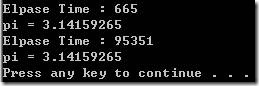 Elpase Time : 665
pi = 3.14159265
Elpase Time : 95351
pi = 3.14159265
Press any key to continue . . .